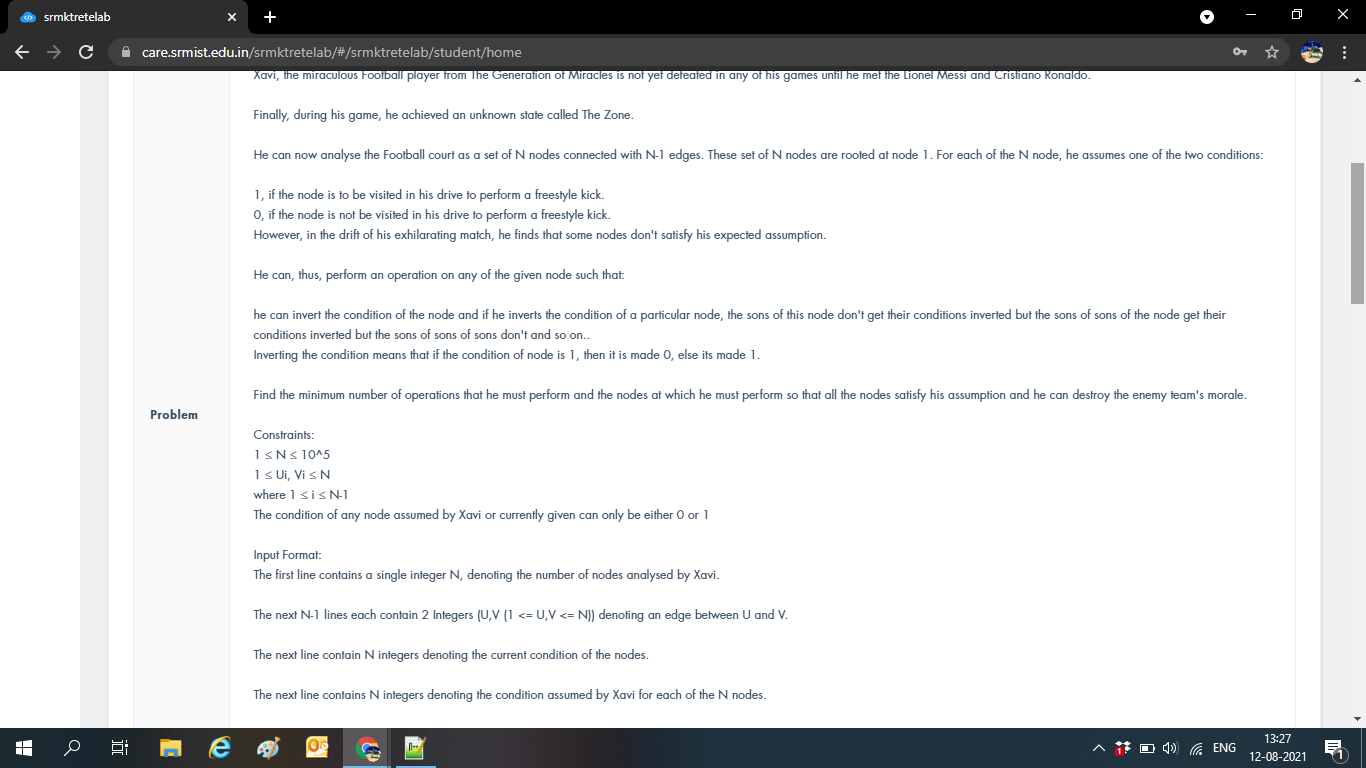 srmktretelab
care.srmist.edu.in/srmktretelab/#/srmktretelab/student/home
Xavi, the miraculous Football player from The Generation of Miracles is not yet defeated in any of his games until he met the Lionel Messi and Cristiano Ronaldo.
Finally, during his game, he achieved an unknown state called The Zone.
He can now analyse the Football court as a set of N nodes connected with N-1 edges. These set of N nodes are rooted at node 1. For each of the N node, he assumes one of the two conditions:
1, if the node is to be visited in his drive to perform a freestyle kick.
0, if the node is not be visited in his drive to perform a freestyle kick.
However, in the drift of his exhilarating match, he finds that some nodes don't satisfy his expected assumption.
He can, thus, perform an operation on any of the given node such that:
he can invert the condition of the node and if he inverts the condition of a particular node, the sons of this node don't get their conditions inverted but the sons of sons of the node get their
conditions inverted but the sons of sons of sons don't and so on..
Inverting the condition means that if the condition of node is 1, then it is made 0, else its made 1.
Find the minimum number of operations that he must perform and the nodes at which he must perform so that all the nodes satisfy his assumption and he can destroy the enemy team's morale.
Problem
Constraints:
1 ≤ N ≤ 10^5
1 ≤ Ui, Vi ≤ N
where 1 ≤ i ≤ N-1
The condition of any node assumed by Xavi or currently given can only be either 0 or 1
Input Format:
The first line contains a single integer N, denoting the number of nodes analysed by Xavi.
The next N-1 lines each contain 2 Integers (U,V (1 <= U,V <= N)) denoting an edge between U and V.
The next line contain N integers denoting the current condition of the nodes.
The next line contains N integers denoting the condition assumed by Xavi for each of the N nodes.
ENG
13:27
12-08-2021
1